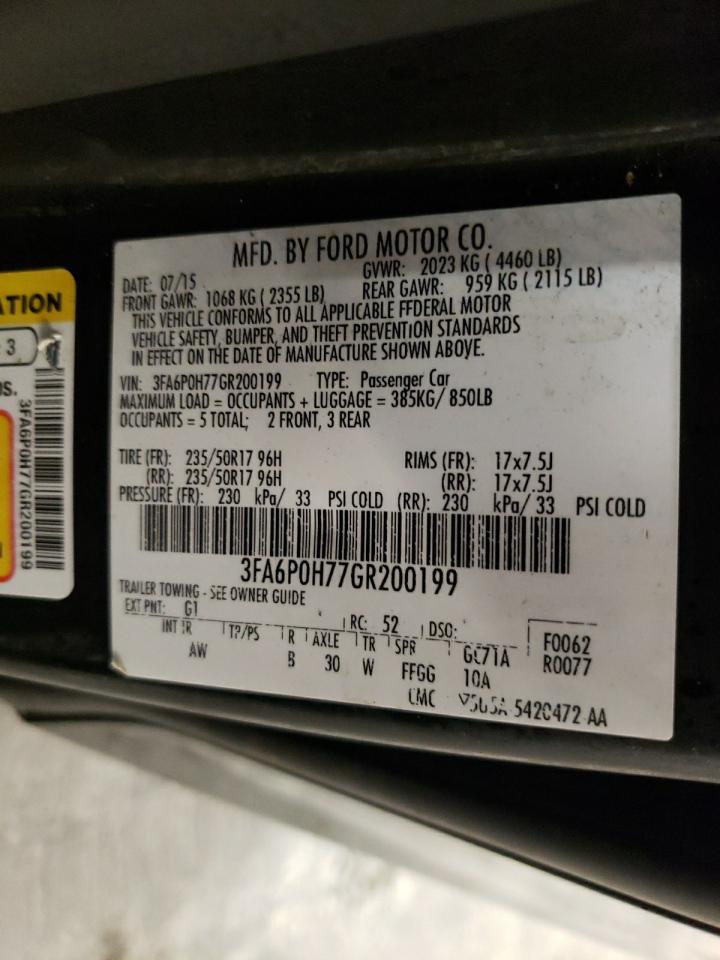 MFD. BY FORD MOTOR CO.
DATE: 07/15 GVWR: 2023 KG ( 4460 LB)
FRONT GAWR: 1068 KG ( 2355 LB) REAR GAWR: 959 KG ( 2115 LB)
THIS VEHICLE CONFORMS TO ALL APPLICABLE FEDERAL MOTOR
VEHICLE SAFETY, BUMPER, AND THEFT PREVENTION STANDARDS
IN EFFECT ON THE DATE OF MANUFACTURE SHOWN ABOVE.
VIN: 3FA6P0H77GR200199 TYPE: Passenger Car
MAXIMUM LOAD = OCCUPANTS + LUGGAGE = 385KG/ 850LB
OCCUPANTS = 5 TOTAL; 2 FRONT, 3 REAR
TIRE (FR): 235/50R17 96H RIMS (FR): 17x7.5J
(RR): 235/50R17 96H (RR): 17x7.5J
PRESSURE (FR): 230 kPa/ 33 PSI COLD (RR): 230 kPa/ 33 PSI COLD
3FA6P0H77GR200199
TRAILER TOWING - SEE OWNER GUIDE
EXT PNT: G1 RC: 52 DSO: F0062
INT TR TP/PS R AXLE TR SPR GC71A R0077
AW B 30 W FFGG 10A
CMC 5420472 AA
ATION
3
OS.
3FA6P0H77GR200199